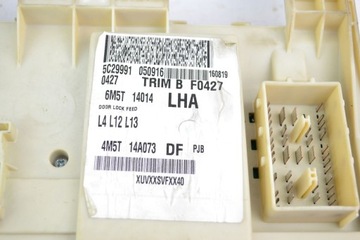 5C29991 050916 160819
0427 TRIM B F0427
6M5T 14014 LHA
DOOR LOCK FEED
L4 L12 L13
4M5T 14A073 DF PJB
XUVXXSVFXX40